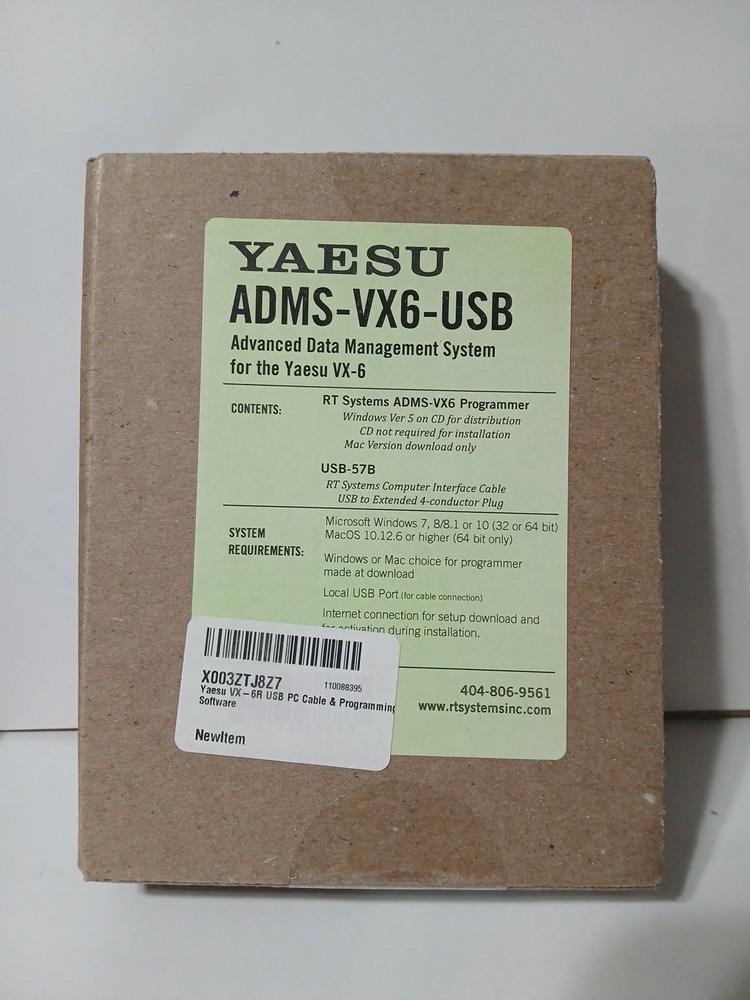 YAESU
ADMS-VX6-USB
Advanced Data Management System
for the Yaesu VX-6
CONTENTS:
RT Systems ADMS-VX6 Programmer
Windows Ver 5 on CD for distribution
CD not required for installation
Mac Version download only
USB-57B
RT Systems Computer Interface Cable
USB to Extended 4-conductor Plug
SYSTEM
REQUIREMENTS:
Microsoft Windows 7, 8/8.1 or 10 (32 or 64 bit)
MacOS 10.12.6 or higher (64 bit only)
Windows or Mac choice for programmer
made at download
Local USB Port (for cable connection)
Internet connection for setup download and
for activation during installation.
404-806-9561
www.rtsystemsinc.com
X003ZTJ8Z7
110088395
Yaesu VX-6R USB PC Cable & Programming
Software
NewItem